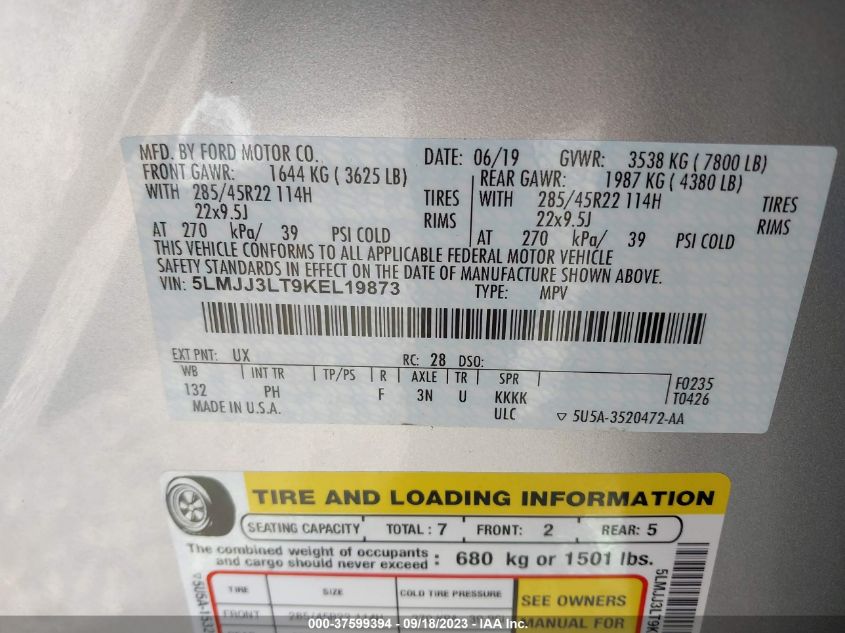 MFD. BY FORD MOTOR CO. DATE: 06/19 GVWR: 3538 KG ( 7800 LB)
FRONT GAWR: 1644 KG ( 3625 LB) REAR GAWR: 1987 KG ( 4380 LB)
WITH 285/45R22 114H TIRES WITH 285/45R22 114H TIRES
22x9.5J RIMS 22x9.5J RIMS
AT 270 kPa/ 39 PSI COLD AT 270 kPa/ 39 PSI COLD
THIS VEHICLE CONFORMS TO ALL APPLICABLE FEDERAL MOTOR VEHICLE
SAFETY STANDARDS IN EFFECT ON THE DATE OF MANUFACTURE SHOWN ABOVE.
VIN: 5LMJJ3LT9KEL19873 TYPE: MPV
EXT PNT: UX RC: 28 DSO:
WB INT TR TP/PS R AXLE TR SPR F0235
132 PH F 3N U KKKK T0426
MADE IN U.S.A. ULC ▽ 5U5A-3520472-AA
TIRE AND LOADING INFORMATION
SEATING CAPACITY TOTAL : 7 FRONT: 2 REAR: 5
The combined weight of occupants and cargo should never exceed : 680 kg or 1501 lbs.
TIRE SIZE COLD TIRE PRESSURE SEE OWNERS
FRONT 285/45R22 114H MANUAL FOR
5LMJJ3LT9K
▽5U5A-1532
000-37599394 - 09/18/2023 - IAA Inc.